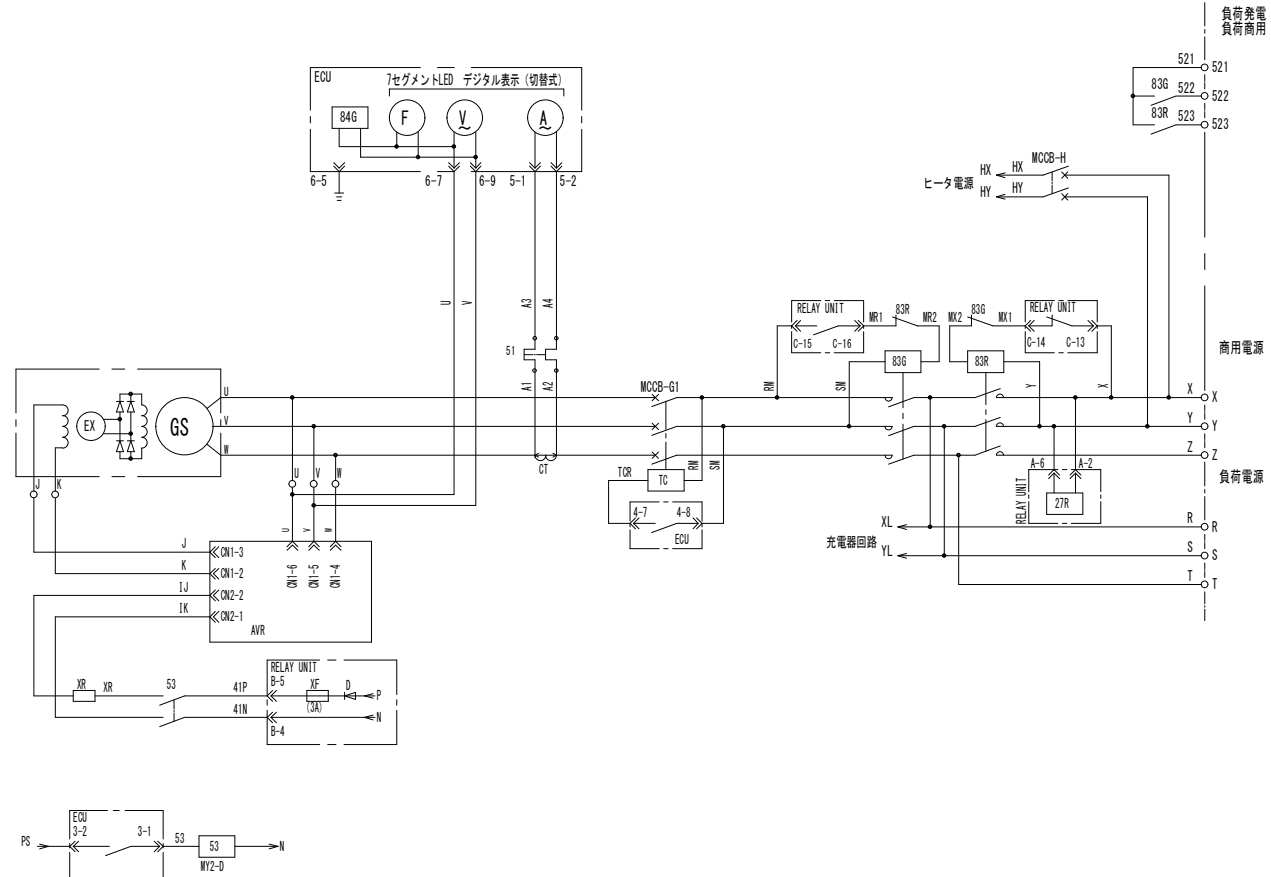 負荷発電
負荷商用
521
521
83G
522
522
83R
523
523
ECU
7セグメントLED デジタル表示(切替式)
84G
F
V
A
6-5
6-7
6-9
5-1
5-2
MCCB-H
HX
HX
ヒータ電源
HY
HY
U
V
A3
A4
51
A1
A2
CT
RELAY UNIT
C-15
C-16
MR1
83R
MR2
MX2
83G
MX1
RELAY UNIT
C-14
C-13
83G
83R
RN
SN
Y
X
商用電源
MCCB-G1
X
X
Y
Y
Z
Z
EX
GS
U
V
W
J
K
U
V
W
TCR
TC
RN
SN
4-7
4-8
ECU
A-6
A-2
RELAY UNIT
27R
負荷電源
XL
充電器回路
YL
R
R
S
S
T
T
U
V
W
J
CN1-3
K
CN1-2
IJ
CN2-2
IK
CN2-1
CN1-6
CN1-5
CN1-4
AVR
XR
XR
53
41P
41N
RELAY UNIT
B-5
XF
(3A)
D
P
N
B-4
PS
ECU
3-2
3-1
53
53
N
MY2-D